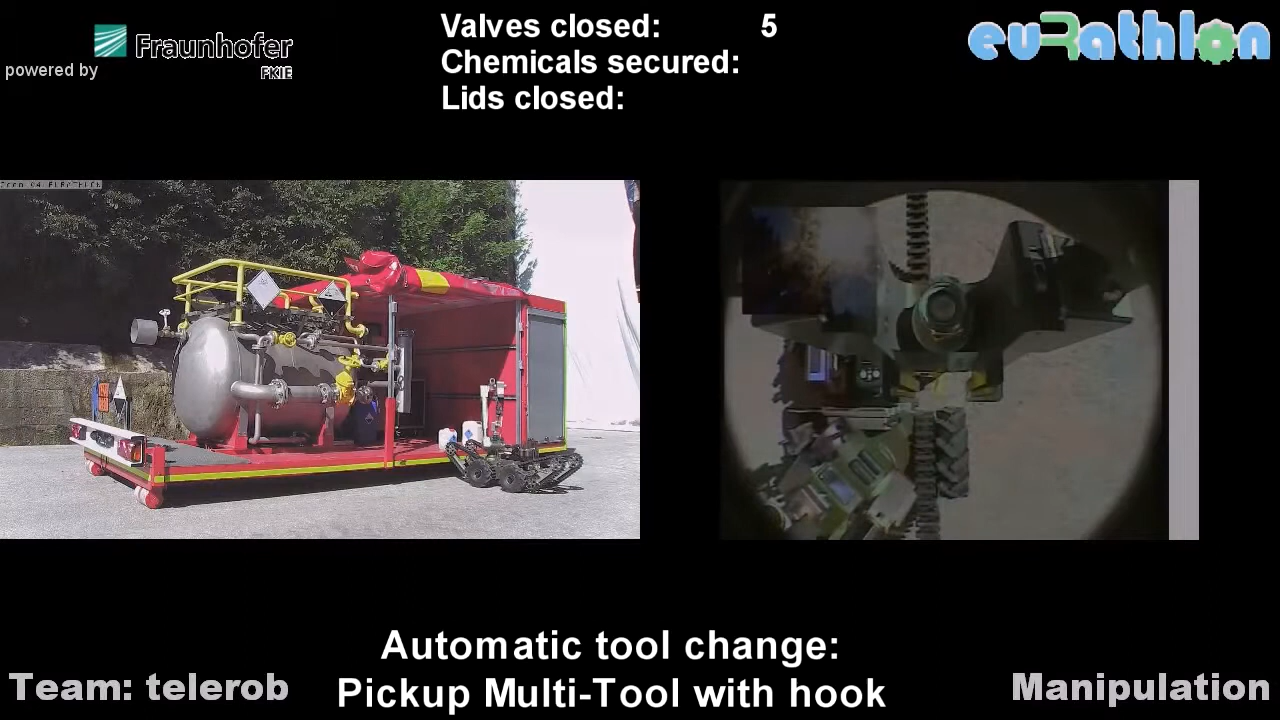 Fraunhofer
FKIE
powered by
Valves closed: 5
Chemicals secured:
Lids closed:
euRathlon
Automatic tool change:
Pickup Multi-Tool with hook
Team: telerob
Manipulation